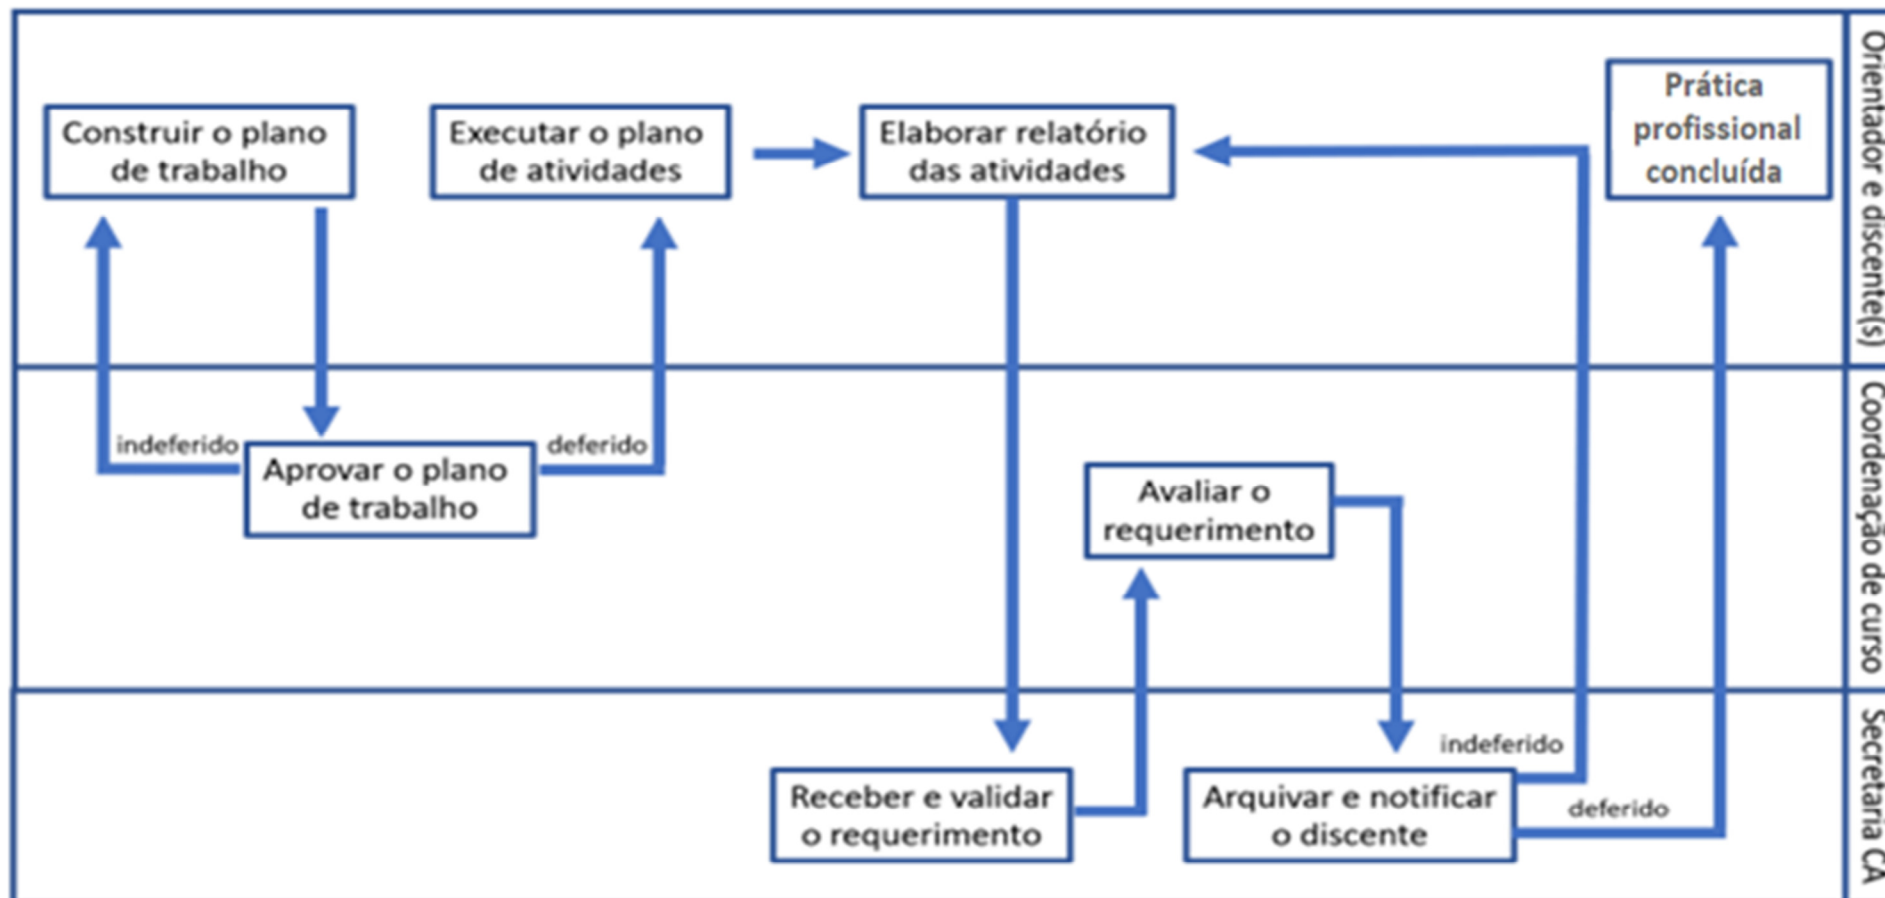 Construir o plano
de trabalho
Executar o plano
de atividades
Elaborar relatório
das atividades
Prática
profissional
concluída
Orientador e discente(s)
indeferido
Aprovar o plano
de trabalho
deferido
Avaliar o
requerimento
Coordenação de curso
Receber e validar
o requerimento
Arquivar e notificar
o discente
indeferido
deferido
Secretaria CA